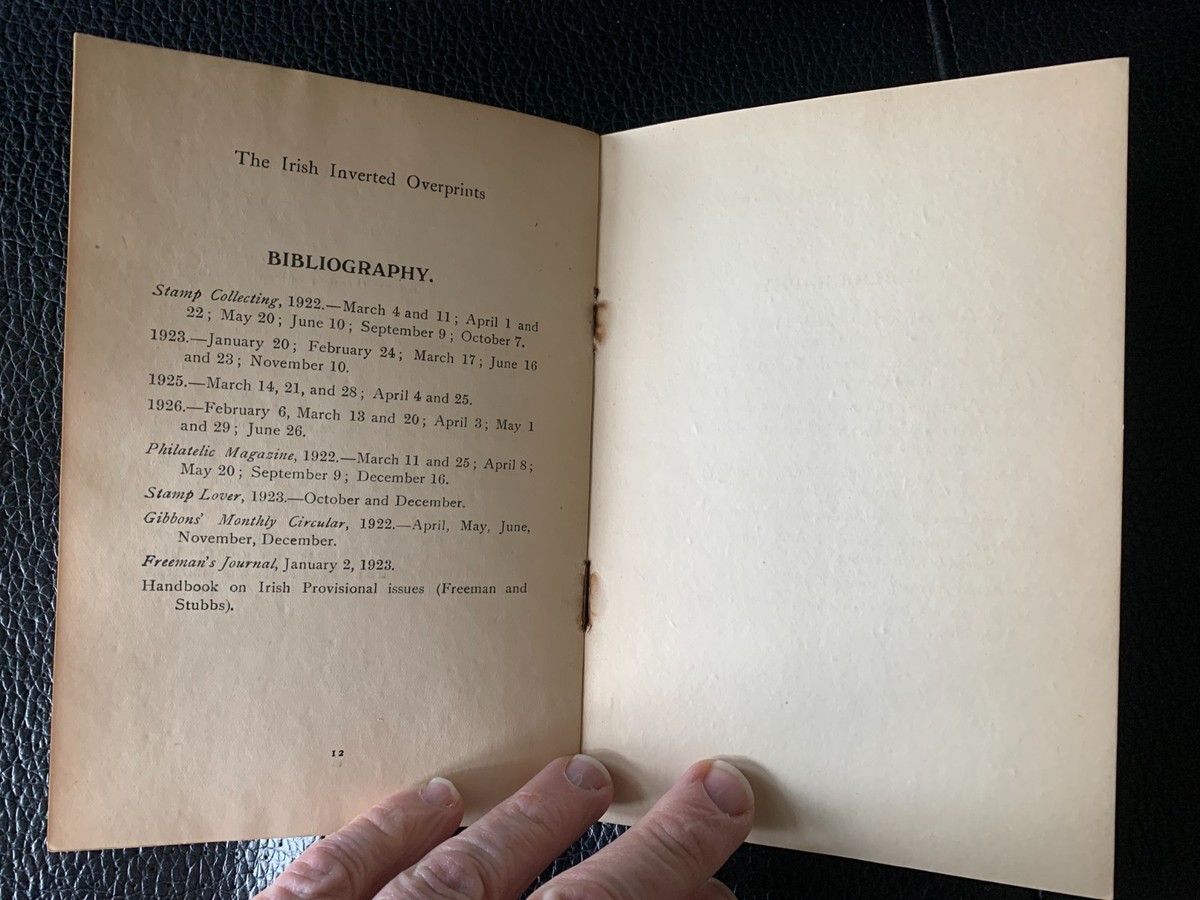 The Irish Inverted Overprints
BIBLIOGRAPHY.
Stamp Collecting, 1922.—March 4 and 11; April 1 and
22; May 20; June 10; September 9; October 7.
1923.—January 20; February 24; March 17; June 16
and 23; November 10.
1925.—March 14, 21, and 28; April 4 and 25.
1926.—February 6, March 13 and 20; April 3; May 1
and 29; June 26.
Philatelic Magazine, 1922.—March 11 and 25; April 8;
May 20; September 9; December 16.
Stamp Lover, 1923.—October and December.
Gibbons' Monthly Circular, 1922.—April, May, June,
November, December.
Freeman's Journal, January 2, 1923.
Handbook on Irish Provisional issues (Freeman and
Stubbs).
12